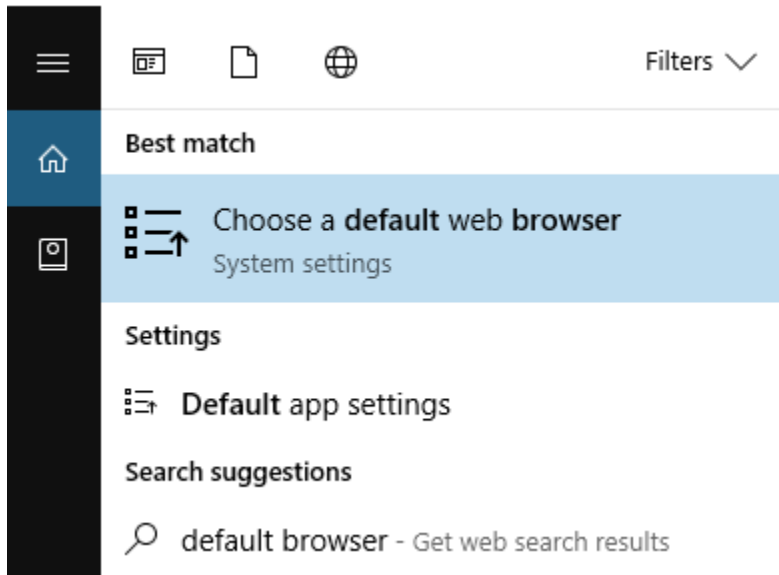 Filters
Best match
Choose a default web browser
System settings
Settings
Default app settings
Search suggestions
default browser - Get web search results